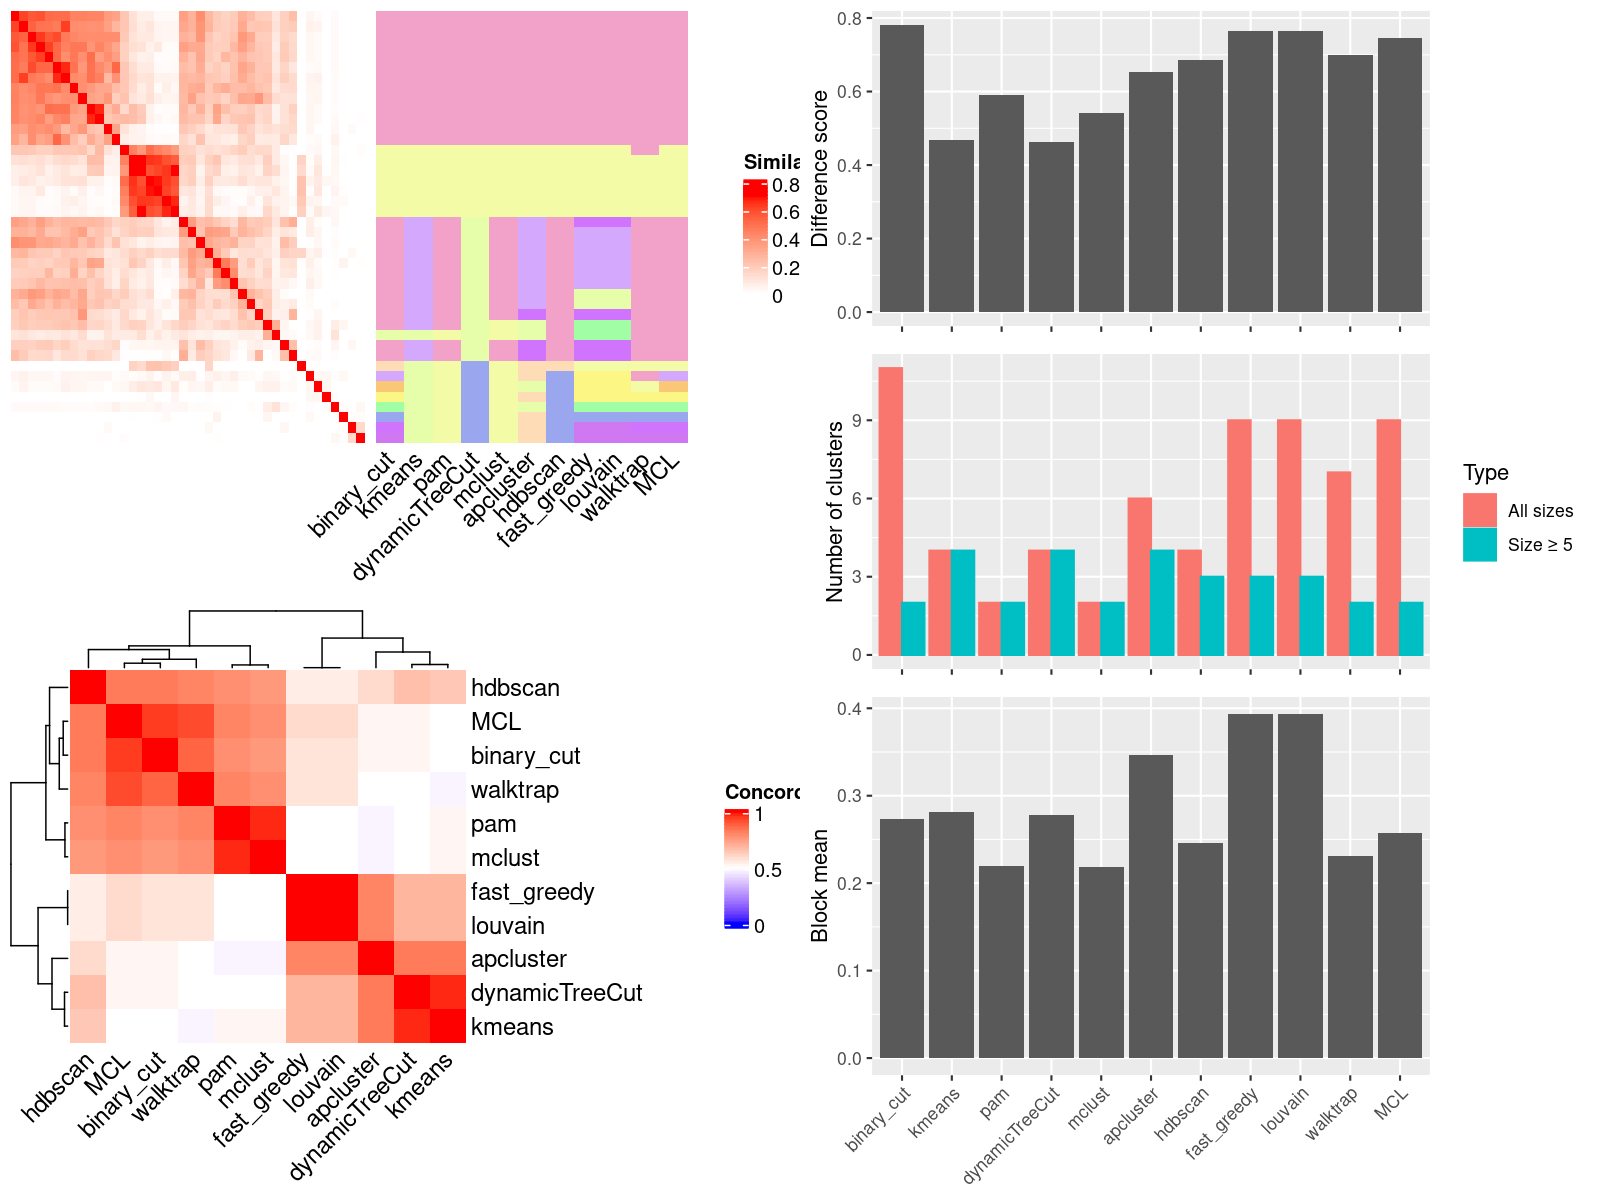 Simila
0.8
0.6
0.4
0.2
0
binary_cut
kmeans
pam
dynamicTreeCut
mclust
apcluster
hdbscan
fast_greedy
louvain
walktrap
MCL
Difference score
0.8
0.6
0.4
0.2
0.0
Number of clusters
9
6
3
0
Type
All sizes
Size ≥ 5
hdbscan
MCL
binary_cut
walktrap
pam
mclust
fast_greedy
louvain
apcluster
dynamicTreeCut
kmeans
hdbscan
MCL
binary_cut
walktrap
pam
mclust
fast_greedy
louvain
apcluster
dynamicTreeCut
kmeans
Concord
1
0.5
0
Block mean
0.4
0.3
0.2
0.1
0.0
binary_cut
kmeans
pam
dynamicTreeCut
mclust
apcluster
hdbscan
fast_greedy
louvain
walktrap
MCL